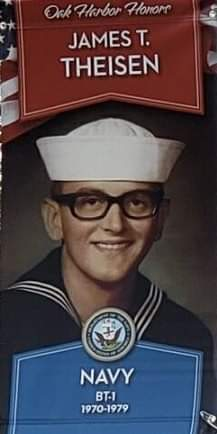 Oak Harbor Honors
JAMES T.
THEISEN
NAVY
BT-1
1970-1979